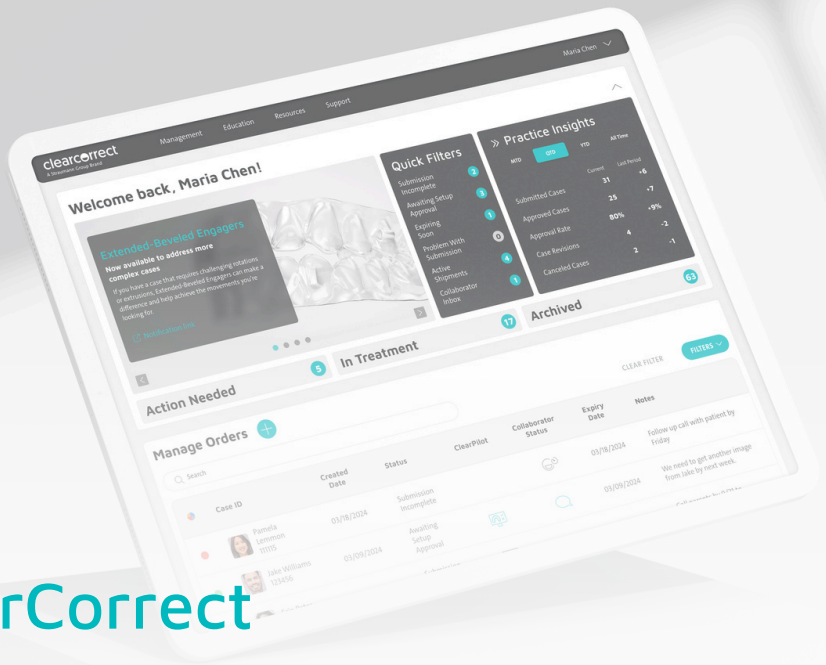 clearcorrect
A Straumann Group Brand
Management
Education
Resources
Support
Maria Chen
Welcome back, Maria Chen!
Extended-Beveled Engagers
Now available to address more
complex cases
If you have a case that requires challenging rotations
or extrusions, Extended-Beveled Engagers can make a
difference and help achieve the movements you're
looking for.
Notification link
Quick Filters
Submission
Incomplete
2
Awaiting Setup
Approval
3
Expiring
Soon
1
Problem With
Submission
0
Active
Shipments
4
Collaborator
Inbox
1
Practice Insights
MTD
QTD
YTD
All Time
Current
Last Period
Submitted Cases
31
+6
Approved Cases
25
+7
Approval Rate
80%
+9%
Case Revisions
4
-2
Canceled Cases
2
-1
Action Needed
5
In Treatment
17
Archived
63
Manage Orders
CLEAR FILTER
FILTERS
Search
Case ID
Created
Date
Status
ClearPilot
Collaborator
Status
Expiry
Date
Notes
Pamela
Lemmon
111115
03/18/2024
Submission
Incomplete
03/18/2024
Follow up call with patient by
Friday
Jake Williams
123456
03/09/2024
Awaiting
Setup
Approval
03/09/2024
We need to get another image
from Jake by next week.
rCorrect